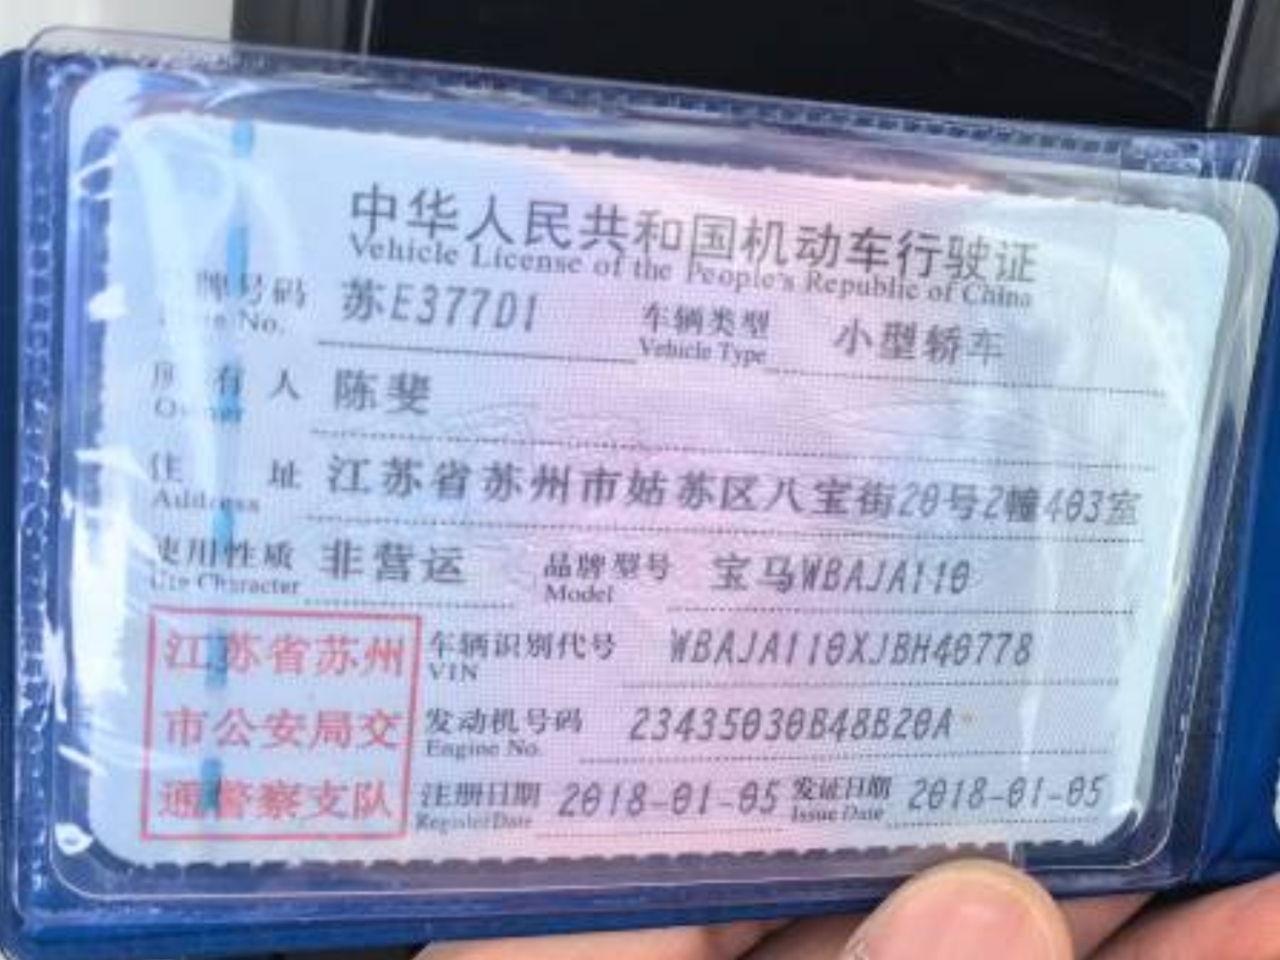 中华人民共和国机动车行驶证
Vehicle License of the People's Republic of China
号牌号码 苏E377D1 车辆类型 小型轿车
Plate No. Vehicle Type
所有人 陈斐
Owner
住址 江苏省苏州市姑苏区八宝街20号2幢403室
Address
使用性质 非营运 品牌型号 宝马WBAJA110
Use Character Model
江苏省苏州 车辆识别代号 WBAJA110XJBH40778
VIN
市公安局交 发动机号码 23435030B48B20A
Engine No.
通警察支队 注册日期 2018-01-05 发证日期 2018-01-05
Register Date Issue Date